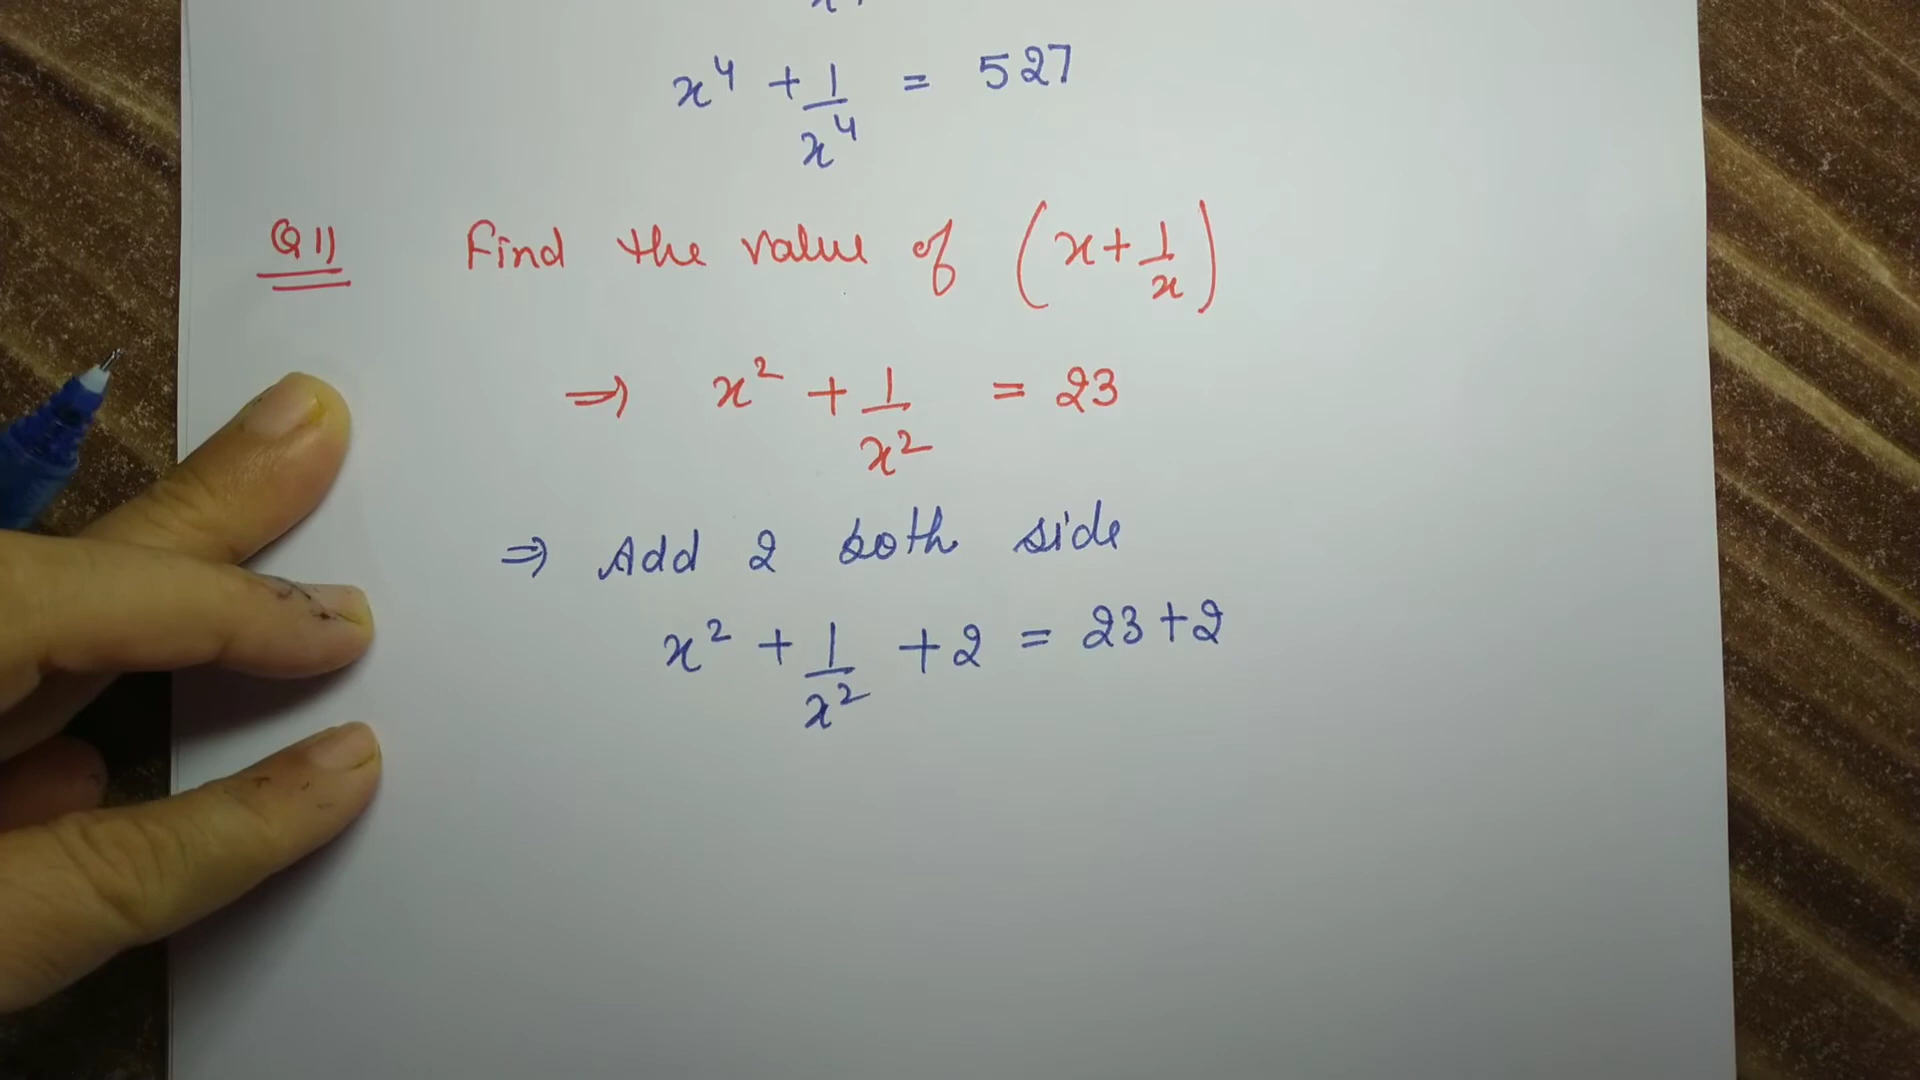 x⁴ + 1/x⁴ = 527
Q1) Find the value of (x + 1/x)
⇒ x² + 1/x² = 23
⇒ Add 2 both side
x² + 1/x² + 2 = 23+2